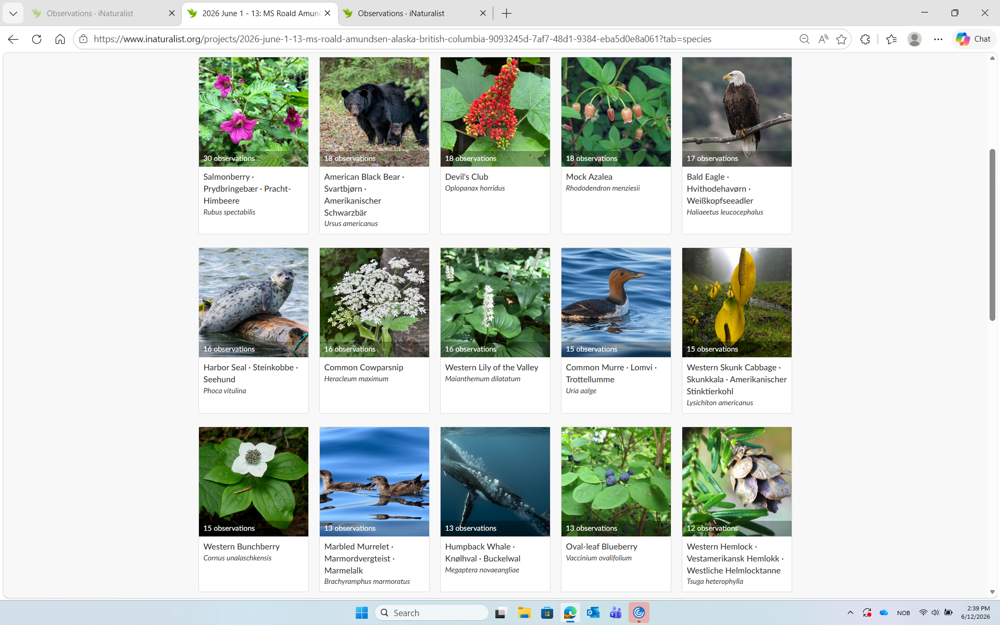 Observations · iNaturalist
2026 June 1 - 13: MS Roald Amun
Observations · iNaturalist
https://www.inaturalist.org/projects/2026-june-1-13-ms-roald-amundsen-alaska-british-columbia-9093245d-7af7-48d1-9384-eba5d0e8a061?tab=species
Chat
30 observations
18 observations
18 observations
18 observations
17 observations
Salmonberry ·
Prydbringebær · Pracht-
Himbeere
Rubus spectabilis
American Black Bear ·
Svartbjørn ·
Amerikanischer
Schwarzbär
Ursus americanus
Devil's Club
Oplopanax horridus
Mock Azalea
Rhododendron menziesii
Bald Eagle ·
Hvithodehavørn ·
Weißkopfseeadler
Haliaeetus leucocephalus
16 observations
16 observations
16 observations
15 observations
15 observations
Harbor Seal · Steinkobbe ·
Seehund
Phoca vitulina
Common Cowparsnip
Heracleum maximum
Western Lily of the Valley
Maianthemum dilatatum
Common Murre · Lomvi ·
Trottellumme
Uria aalge
Western Skunk Cabbage ·
Skunkkala · Amerikanischer
Stinktierkohl
Lysichiton americanus
15 observations
13 observations
13 observations
13 observations
12 observations
Western Bunchberry
Cornus unalaschkensis
Marbled Murrelet ·
Marmordvergteist ·
Marmelalk
Brachyramphus marmoratus
Humpback Whale ·
Knølhval · Buckelwal
Megaptera novaeangliae
Oval-leaf Blueberry
Vaccinium ovalifolium
Western Hemlock ·
Vestamerikansk Hemlokk ·
Westliche Helmlocktanne
Tsuga heterophylla
Search
NOB
2:39 PM
6/12/2026